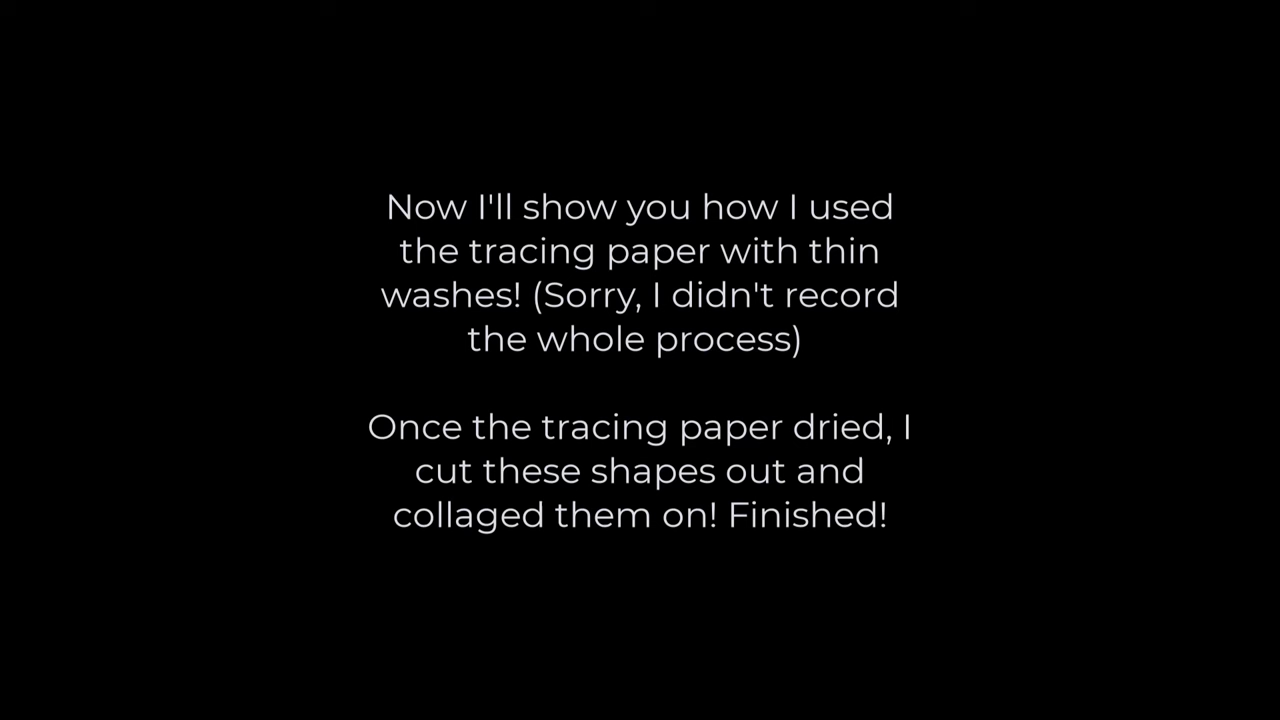 Now I'll show you how I used
the tracing paper with thin
washes! (Sorry, I didn't record
the whole process)
Once the tracing paper dried, I
cut these shapes out and
collaged them on! Finished!